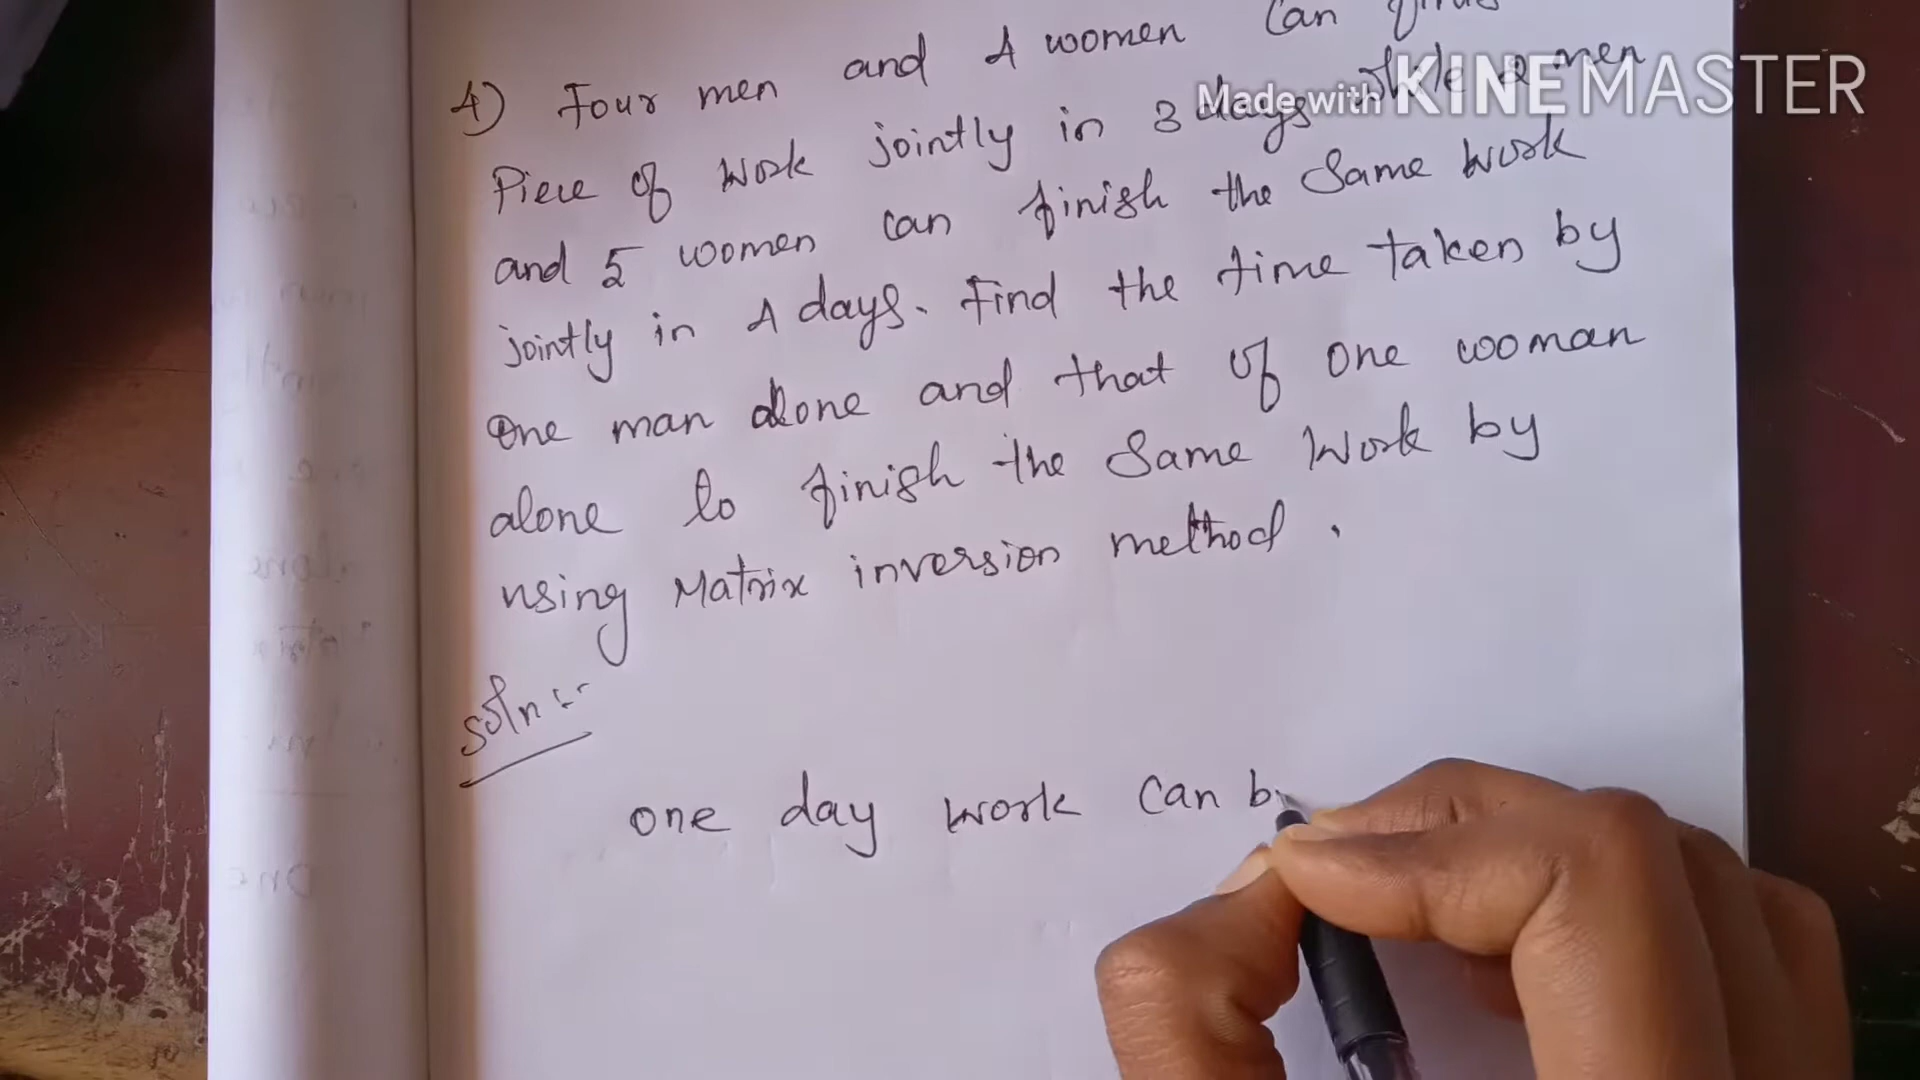 4) Four men and 4 women can
Piece of work jointly in 3 days while 2 men
Made with KINEMASTER
and 5 women can finish the same work
jointly in 4 days. Find the time taken by
One man alone and that of one woman
alone to finish the same work by
using Matrix inversion method.
Soln :-
one day work can b